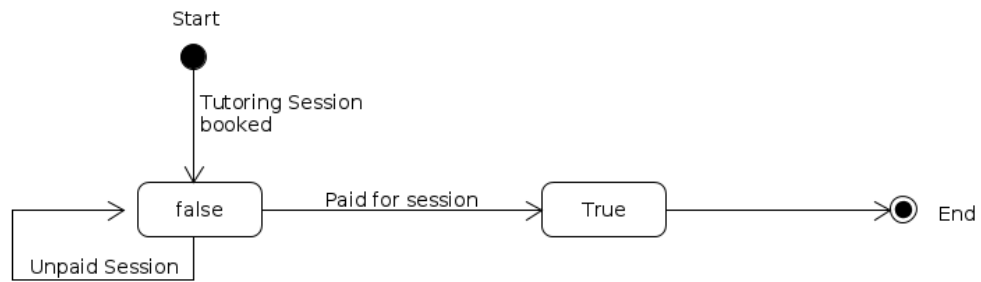 Start
Tutoring Session
booked
false
Paid for session
True
End
Unpaid Session